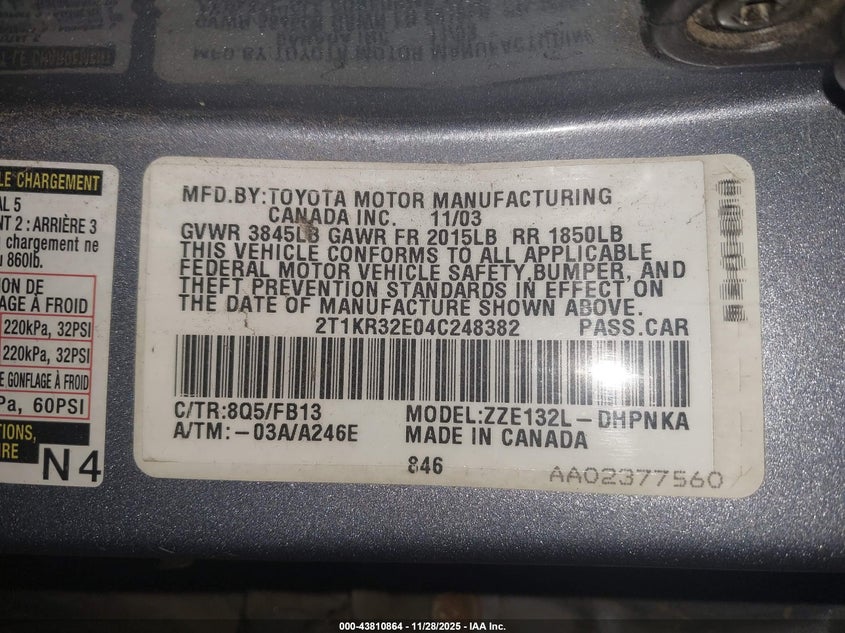 LE CHARGEMENT
AL 5
NT 2 : ARRIÈRE 3
chargement ne
860lb.
ION DE
AGE À FROID
220kPa, 32PSI
220kPa, 32PSI
GONFLAGE À FROID
Pa, 60PSI
TIONS,
IRE
N4
MFD.BY:TOYOTA MOTOR MANUFACTURING
CANADA INC. 11/03
GVWR 3845LB GAWR FR 2015LB RR 1850LB
THIS VEHICLE CONFORMS TO ALL APPLICABLE
FEDERAL MOTOR VEHICLE SAFETY,BUMPER, AND
THEFT PREVENTION STANDARDS IN EFFECT ON
THE DATE OF MANUFACTURE SHOWN ABOVE.
2T1KR32E04C248382 PASS.CAR
C/TR:8Q5/FB13 MODEL:ZZE132L-DHPNKA
A/TM:-03A/A246E MADE IN CANADA
846
AA02377560
000-43810864 | 11/28/2025 - IAA Inc.